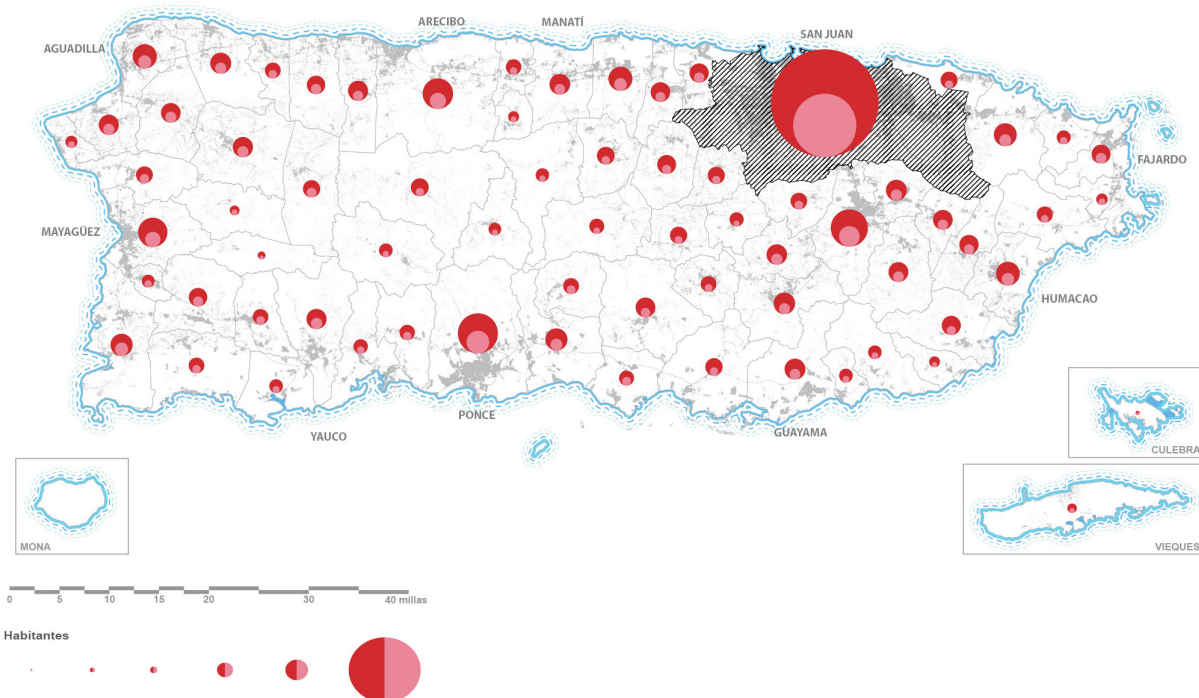 ARECIBO
MANATÍ
SAN JUAN
AGUADILLA
FAJARDO
MAYAGÜEZ
HUMACAO
PONCE
YAUCO
GUAYAMA
CULEBRA
MONA
VIEQUES
0 5 10 15 20 30 40 millas
Habitantes